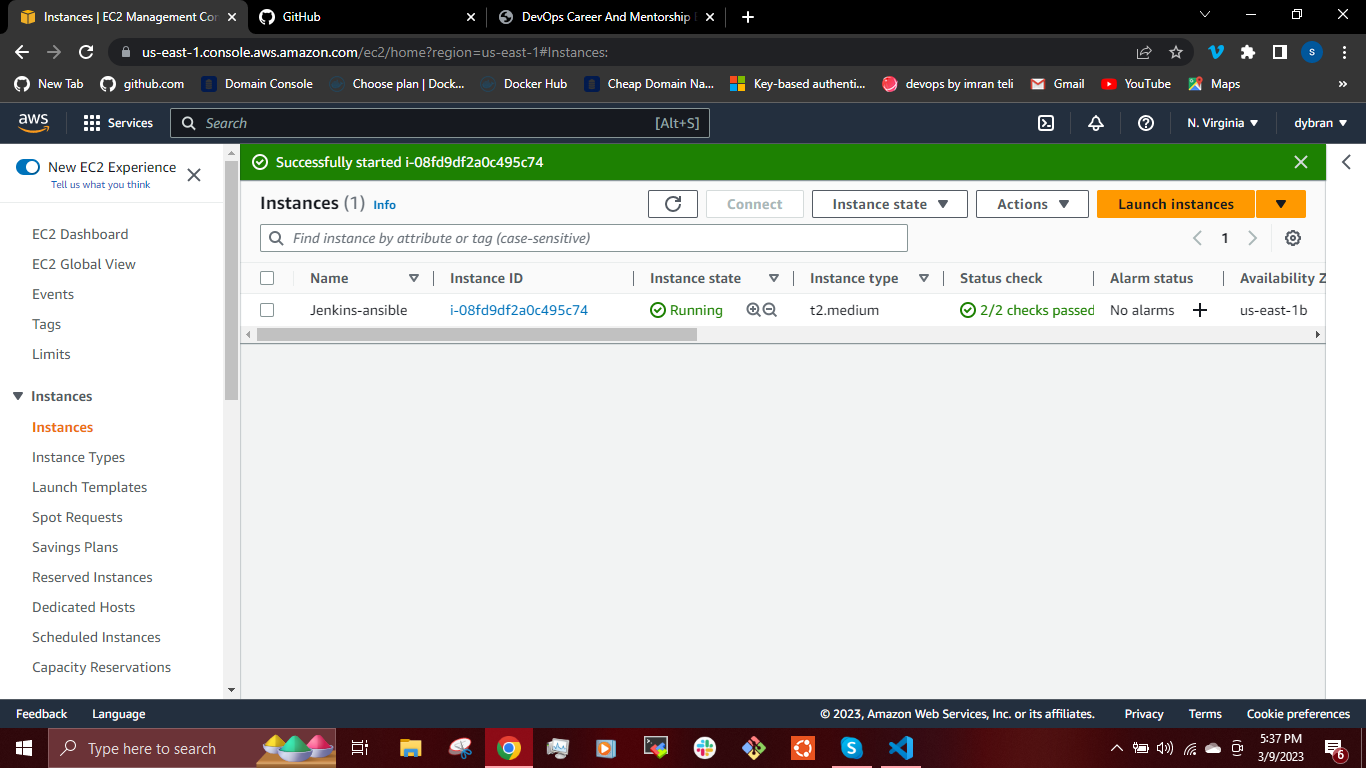 Instances | EC2 Management Con
GitHub
DevOps Career And Mentorship
us-east-1.console.aws.amazon.com/ec2/home?region=us-east-1#Instances:
S
New Tab
github.com
Domain Console
Choose plan | Dock...
Docker Hub
Cheap Domain Na...
Key-based authenti...
devops by imran teli
Gmail
YouTube
Maps
»
aws
Services
Search
[Alt+S]
N. Virginia
dybran
New EC2 Experience
Tell us what you think
EC2 Dashboard
EC2 Global View
Events
Tags
Limits
Instances
Instances
Instance Types
Launch Templates
Spot Requests
Savings Plans
Reserved Instances
Dedicated Hosts
Scheduled Instances
Capacity Reservations
Successfully started i-08fd9df2a0c495c74
Instances (1) Info
Connect
Instance state
Actions
Launch instances
Find instance by attribute or tag (case-sensitive)
1
Name Instance ID Instance state Instance type Status check Alarm status Availability Z
Jenkins-ansible i-08fd9df2a0c495c74 Running t2.medium 2/2 checks passed No alarms us-east-1b
Feedback
Language
© 2023, Amazon Web Services, Inc. or its affiliates.
Privacy
Terms
Cookie preferences
Type here to search
5:37 PM
3/9/2023
6